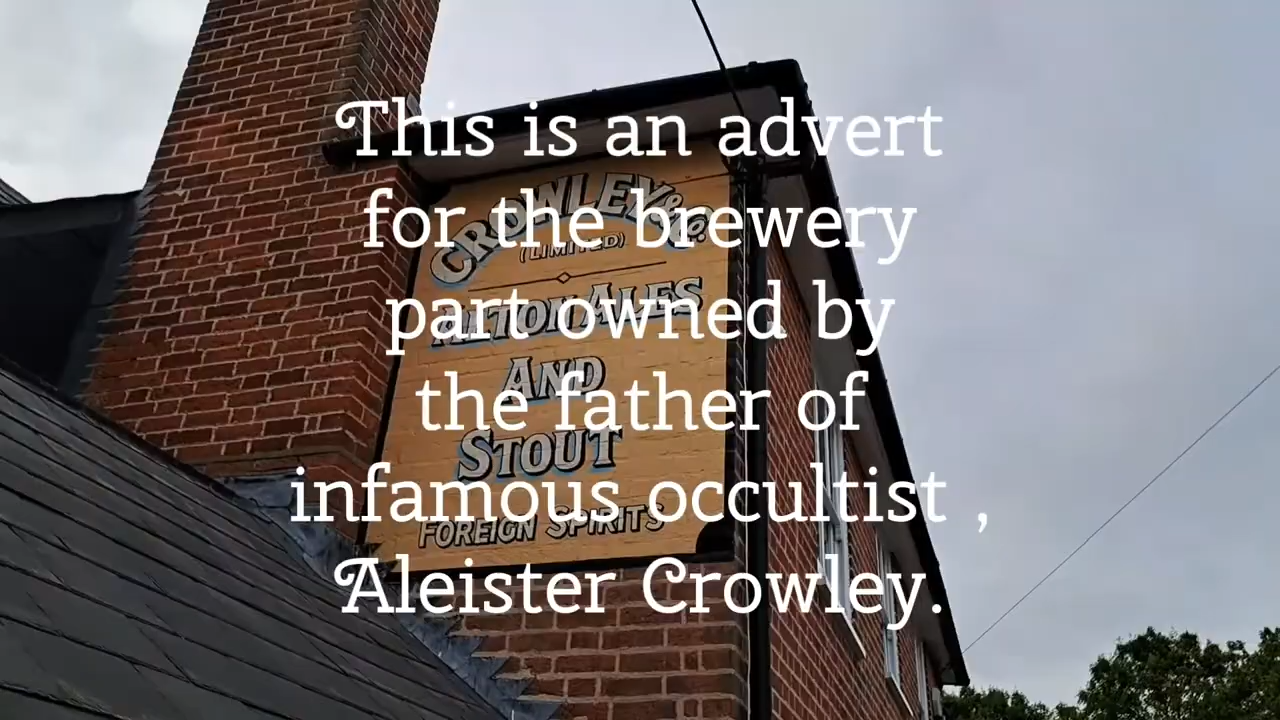 This is an advert
for the brewery
part owned by
the father of
infamous occultist ,
Aleister Crowley.
CROWLEY & CO.
(LIMITED)
ALTON ALES
AND
STOUT
FOREIGN SPIRITS